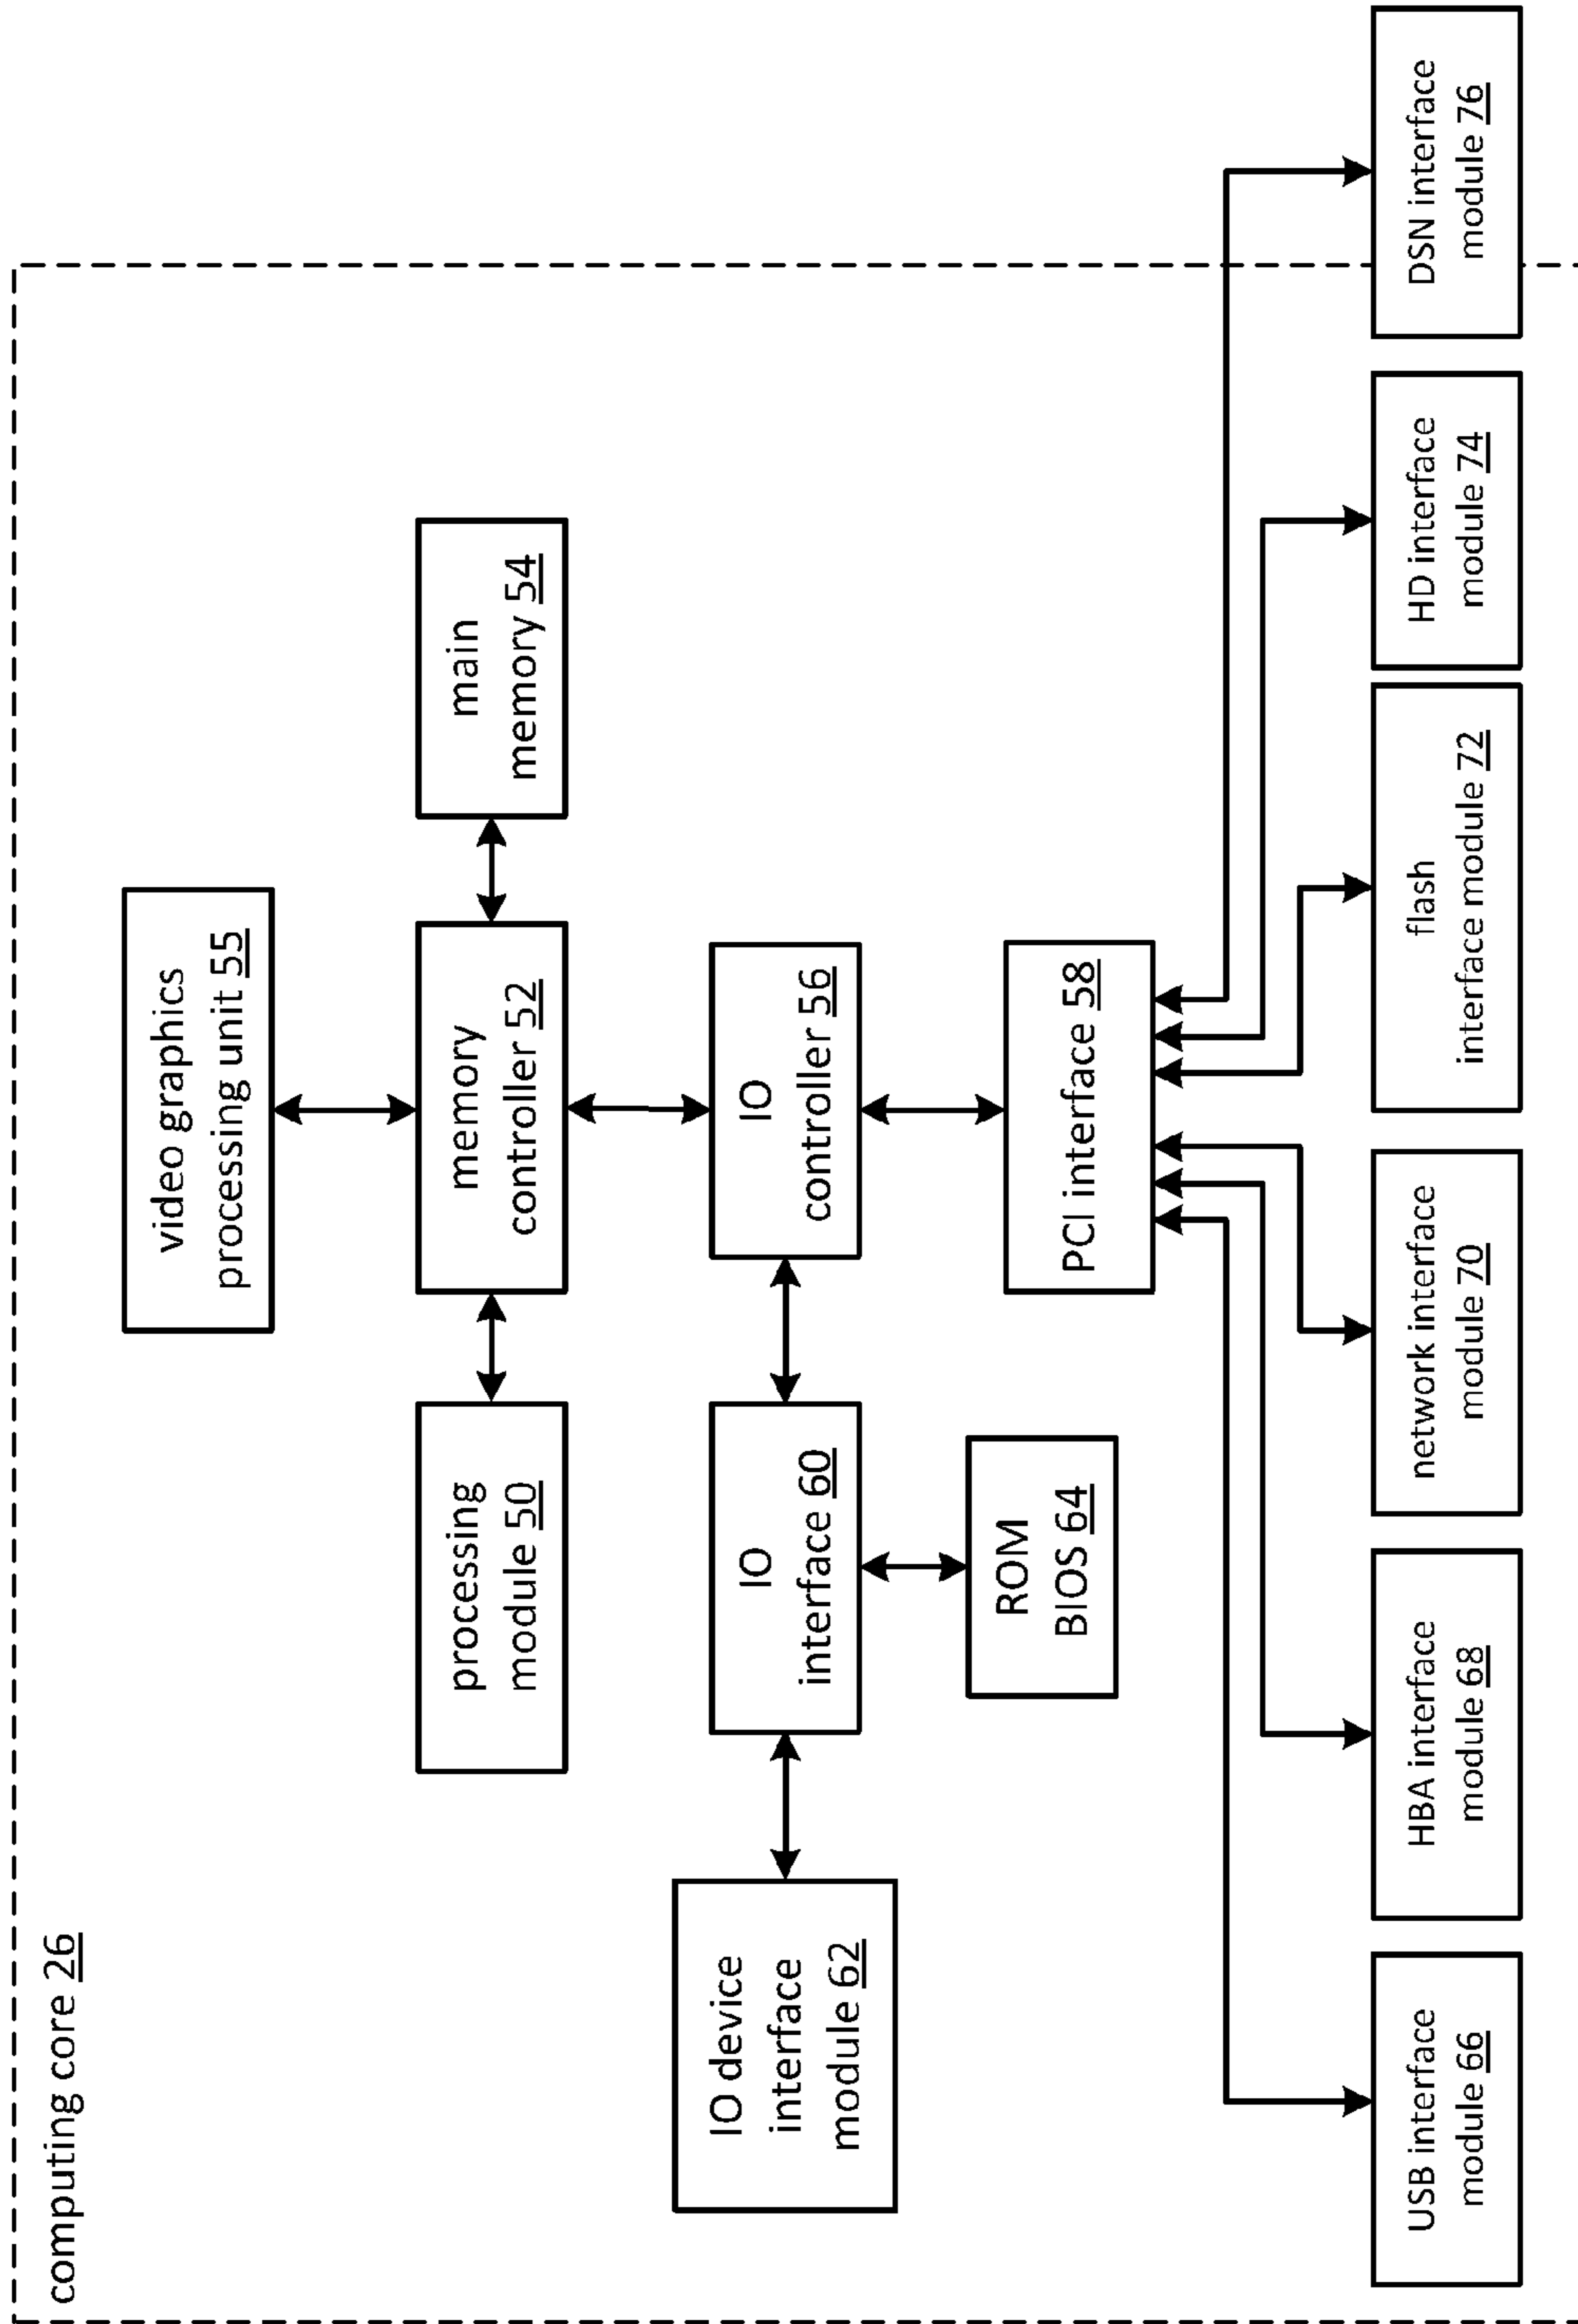 computing core 26
video graphics
processing unit 55
processing
module 50
memory
controller 52
main
memory 54
IO device
interface
module 62
IO
interface 60
IO
controller 56
ROM
BIOS 64
PCI interface 58
USB interface
module 66
HBA interface
module 68
network interface
module 70
flash
interface module 72
HD interface
module 74
DSN interface
module 76